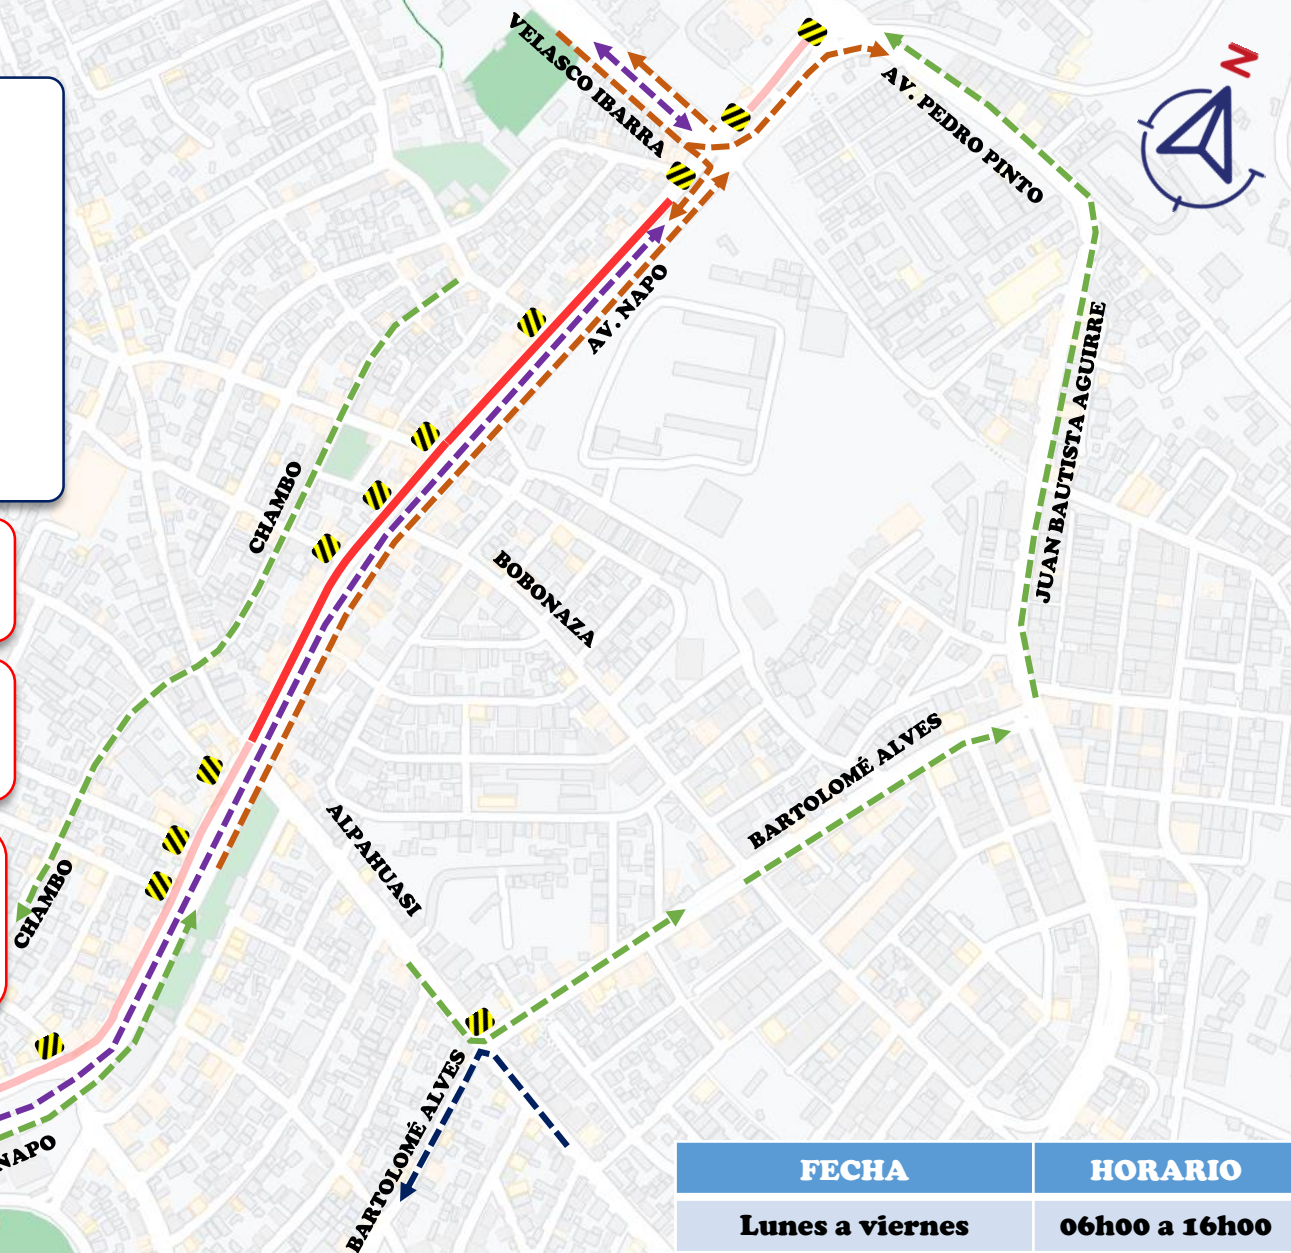 VELASCO IBARRA
AV. PEDRO PINTO
N
AV. NAPO
JUAN BAUTISTA AGUIRRE
CHAMBO
BOBONAZA
BARTOLOMÉ ALVES
ALPAHUASI
CHAMBO
BARTOLOMÉ ALVES
NAPO
FECHA HORARIO
Lunes a viernes 06h00 a 16h00